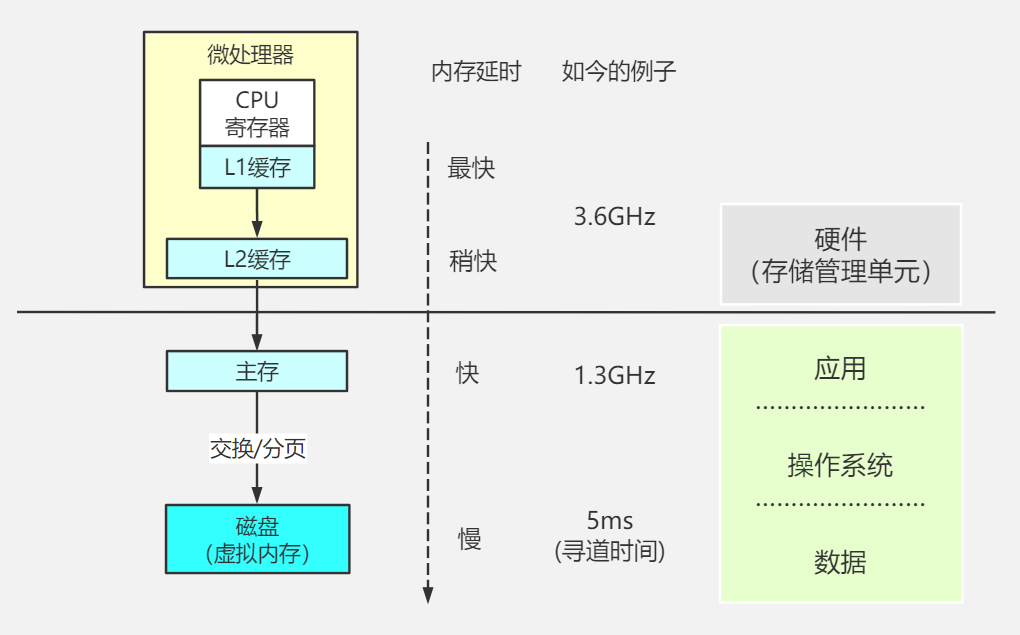 微处理器
CPU
寄存器
L1缓存
L2缓存
主存
交换/分页
磁盘
（虚拟内存）
内存延时
最快
稍快
快
慢
如今的例子
3.6GHz
1.3GHz
5ms
(寻道时间)
硬件
（存储管理单元）
应用
........................
操作系统
........................
数据